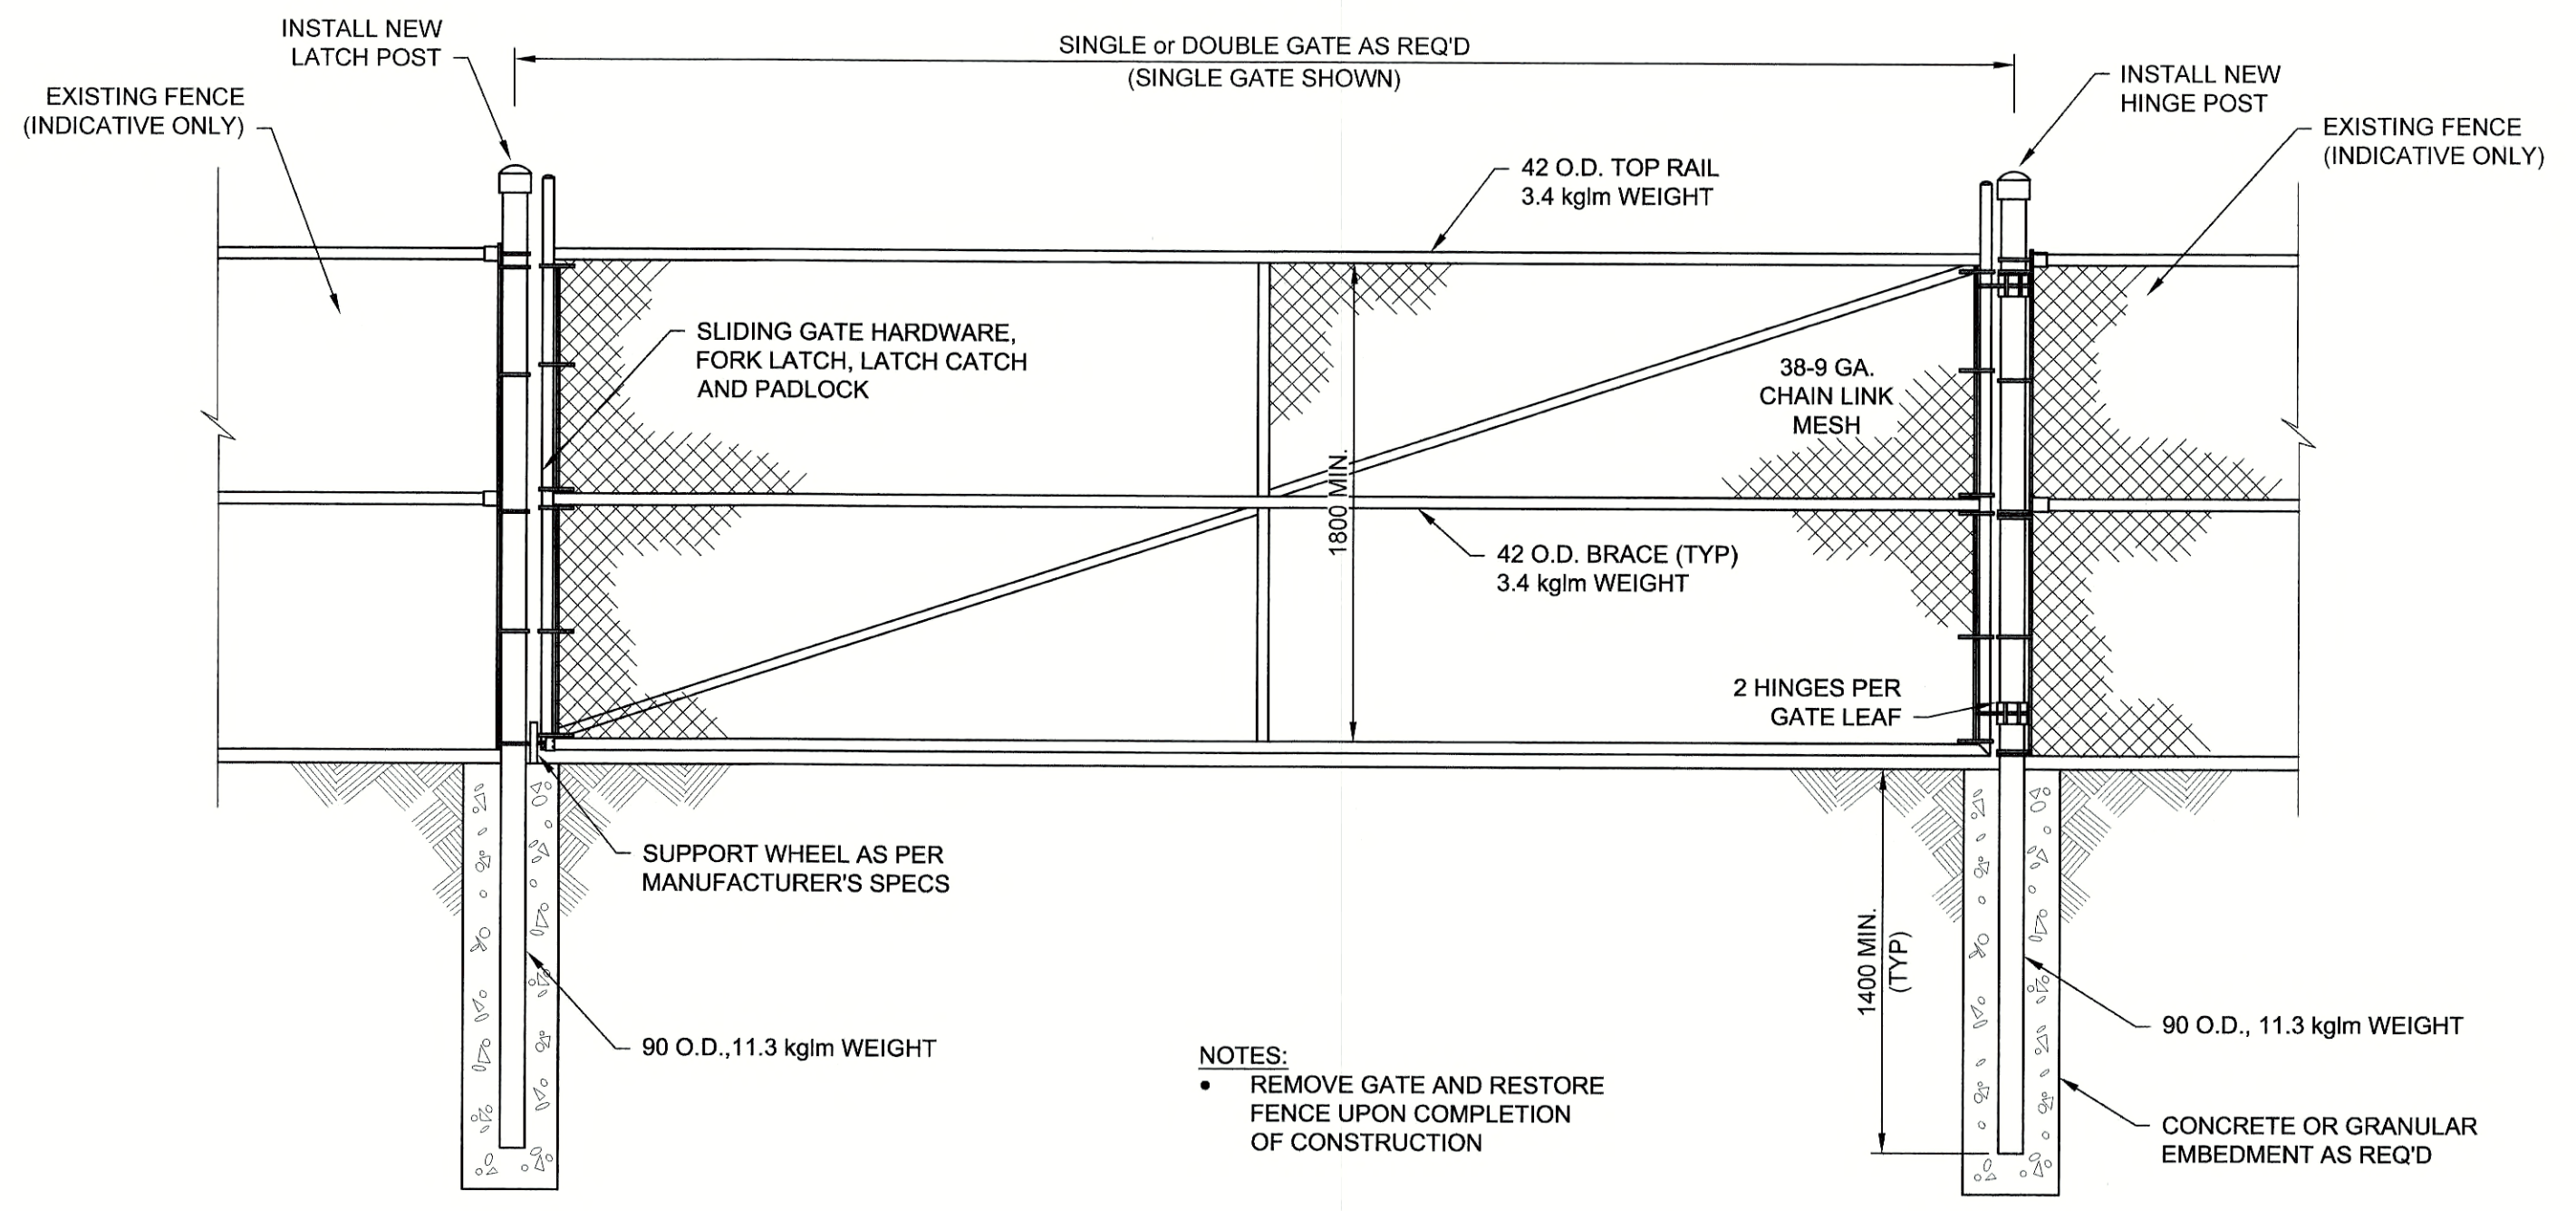 INSTALL NEW
LATCH POST
EXISTING FENCE
(INDICATIVE ONLY)
SINGLE or DOUBLE GATE AS REQ'D
(SINGLE GATE SHOWN)
INSTALL NEW
HINGE POST
EXISTING FENCE
(INDICATIVE ONLY)
42 O.D. TOP RAIL
3.4 kglm WEIGHT
SLIDING GATE HARDWARE,
FORK LATCH, LATCH CATCH
AND PADLOCK
38-9 GA.
CHAIN LINK
MESH
1800 MIN.
42 O.D. BRACE (TYP)
3.4 kglm WEIGHT
2 HINGES PER
GATE LEAF
SUPPORT WHEEL AS PER
MANUFACTURER'S SPECS
1400 MIN.
(TYP)
90 O.D.,11.3 kglm WEIGHT
90 O.D., 11.3 kglm WEIGHT
NOTES:
• REMOVE GATE AND RESTORE
FENCE UPON COMPLETION
OF CONSTRUCTION
CONCRETE OR GRANULAR
EMBEDMENT AS REQ'D